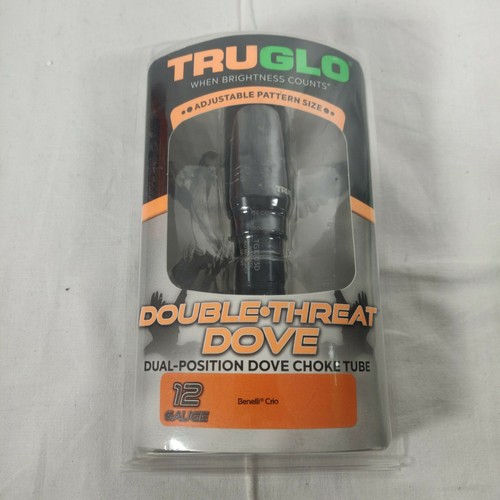 TRUGLO®
WHEN BRIGHTNESS COUNTS®
ADJUSTABLE PATTERN SIZE
TRUGLO
DOUBLE•THREAT
DOVE
DUAL-POSITION DOVE CHOKE TUBE
12
GAUGE
Benelli® Crio